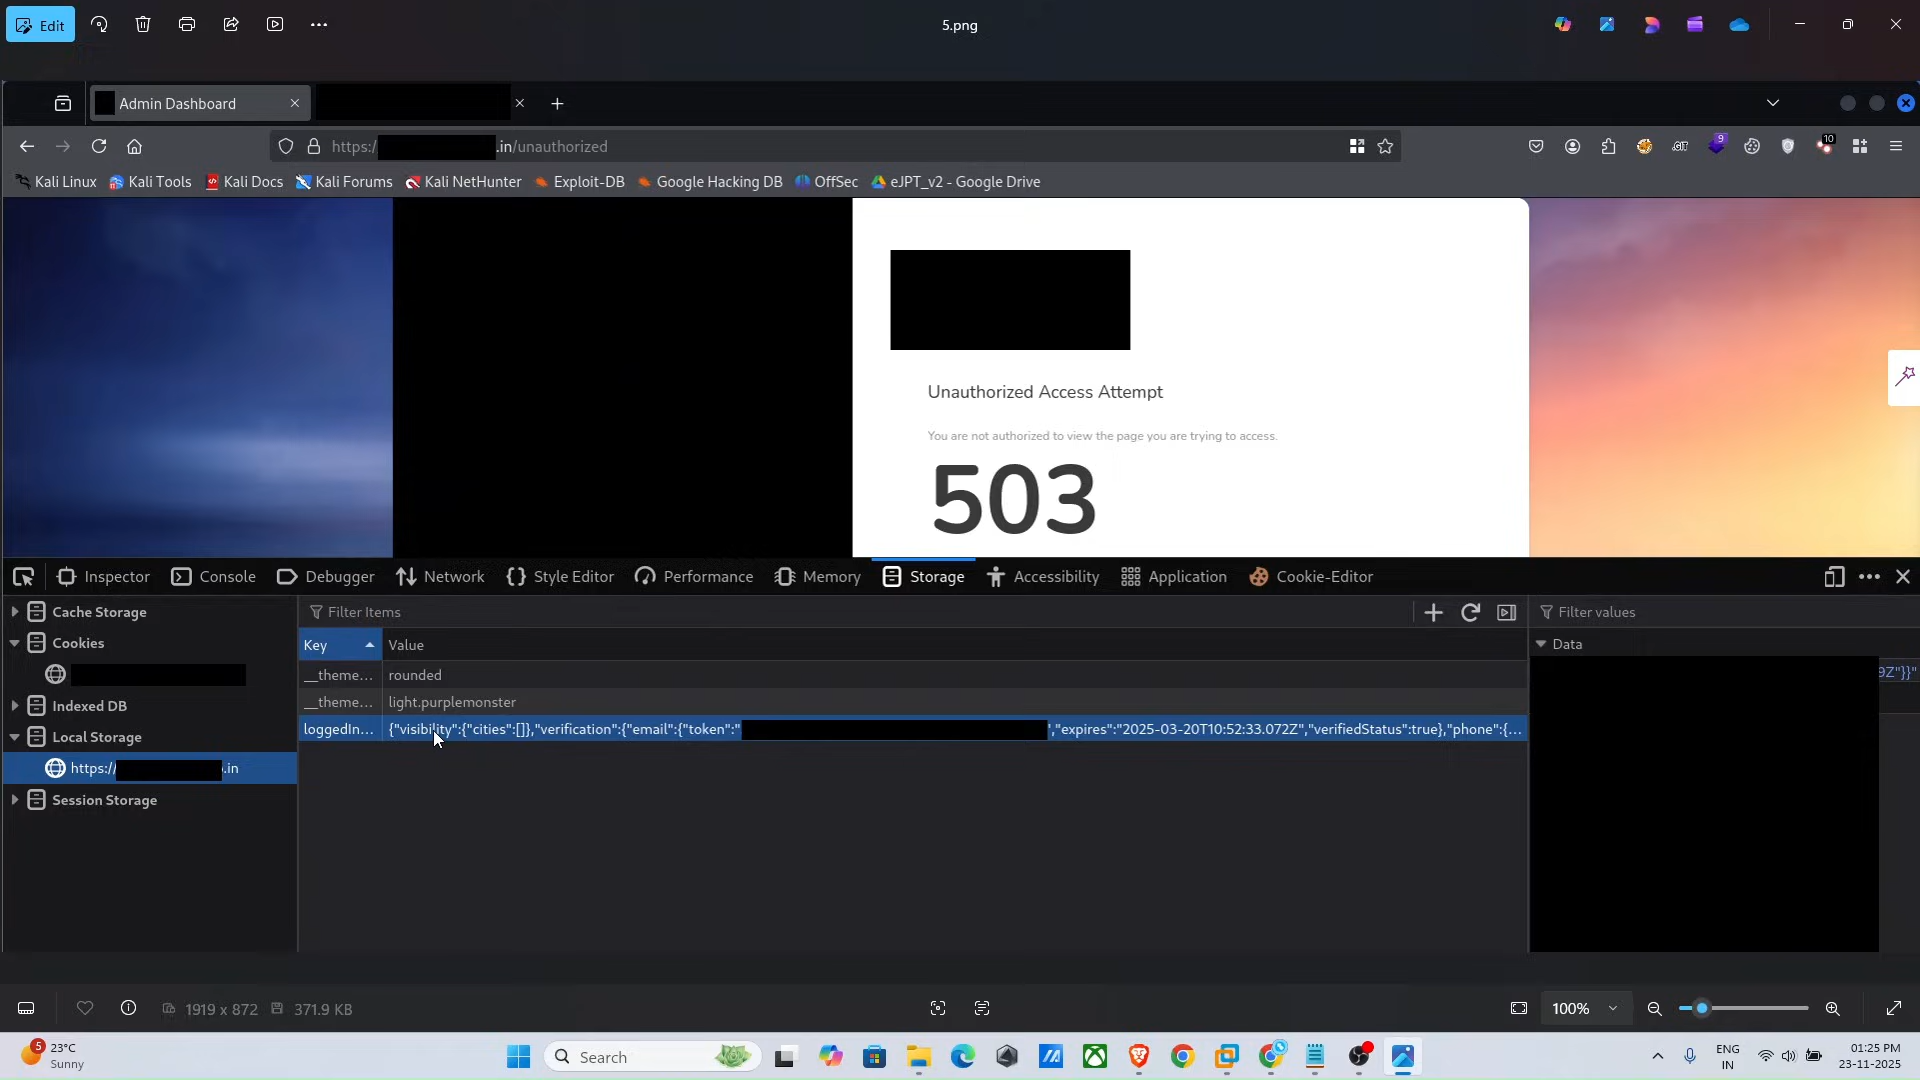 Edit
5.png
Admin Dashboard
https:/ .in/unauthorized
9
10
.GIT
Kali Linux
Kali Tools
Kali Docs
Kali Forums
Kali NetHunter
Exploit-DB
Google Hacking DB
OffSec
eJPT_v2 - Google Drive
Unauthorized Access Attempt
You are not authorized to view the page you are trying to access.
503
Inspector
Console
Debugger
Network
Style Editor
Performance
Memory
Storage
Accessibility
Application
Cookie-Editor
Cache Storage
Cookies
Indexed DB
Local Storage
https:// .in
Session Storage
Filter Items
Key
Value
__theme... rounded
__theme... light.purplemonster
loggedIn... {"visibility":{"cities":[]},"verification":{"email":{"token":" ","expires":"2025-03-20T10:52:33.072Z","verifiedStatus":true},"phone":{...
Filter values
Data
9Z"}}"
1919 x 872
371.9 KB
100%
5
23°C
Sunny
Search
ENG
IN
01:25 PM
23-11-2025